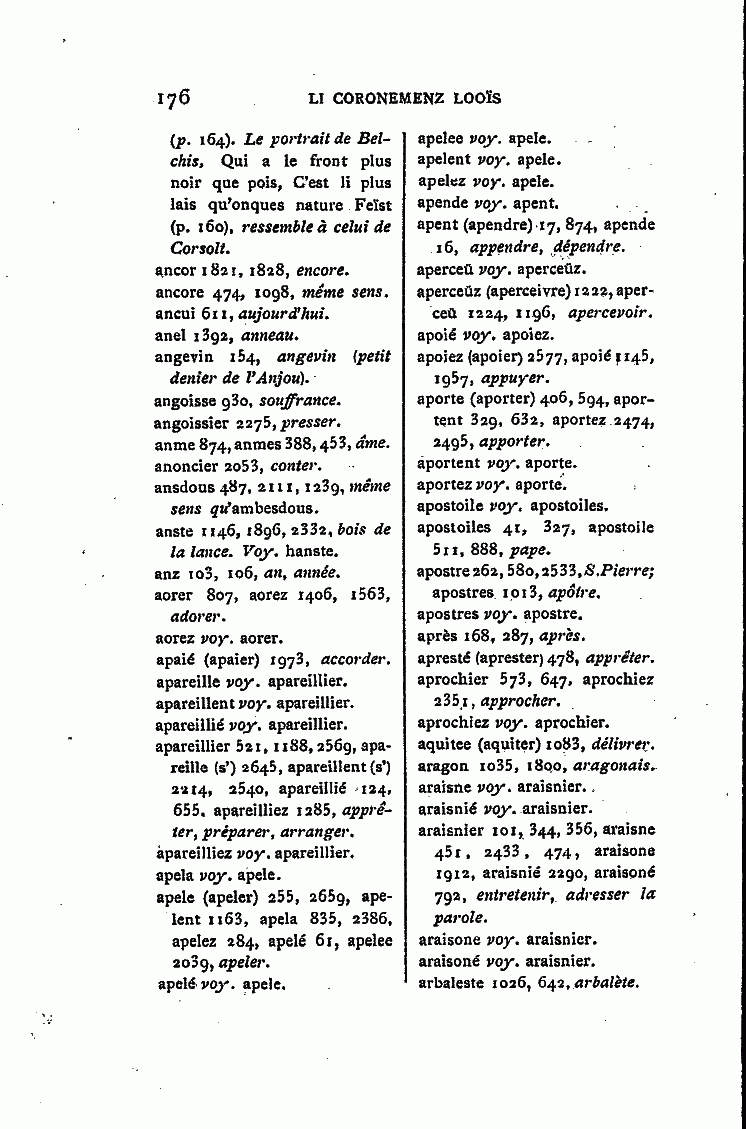 176 LI CORONEMENZ LOOÏS
(p. 164). Le portrait de Bel-
chis, Qui a le front plus
noir que pois, C'est li plus
lais qu'onques nature Feïst
(p. 160), ressemble à celui de
Corsolt.
ancor 1821, 1828, encore.
ancore 474, 1098, même sens.
ancui 611, aujourd'hui.
anel 1392, anneau.
angevin 154, angevin (petit
denier de l'Anjou).
angoisse 930, souffrance.
angoissier 2275, presser.
anme 874, anmes 388, 453, âme.
anoncier 2053, conter.
ansdous 487, 2111, 1239, même
sens qu'ambesdous.
anste 1146, 1896, 2332, bois de
la lance. Voy. hanste.
anz 103, 106, an, année.
aorer 807, aorez 1406, 1563,
adorer.
aorez voy. aorer.
apaié (apaier) 1973, accorder.
apareille voy. apareillier.
apareillent voy. apareillier.
apareillié voy. apareillier.
apareillier 521, 1188, 2569, apa-
reille (s') 2645, apareillent (s')
2214, 2540, apareillié 124,
655, apareilliez 1285, apprê-
ter, préparer, arranger.
apareilliez voy. apareillier.
apela voy. apele.
apele (apeler) 255, 2659, ape-
lent 1163, apela 835, 2386,
apelez 284, apelé 61, apelee
2039, apeler.
apelé voy. apele.
apelee voy. apele.
apelent voy. apele.
apelez voy. apele.
apende voy. apent.
apent (apendre) 17, 874, apende
16, appendre, dépendre.
aperceü voy. aperceüz.
aperceüz (aperceivre) 1222, aper-
ceü 1224, 1196, apercevoir.
apoié voy. apoiez.
apoiez (apoier) 2577, apoié 1145,
1957, appuyer.
aporte (aporter) 406, 594, apor-
tent 329, 632, aportez 2474,
2495, apporter.
aportent voy. aporte.
aportez voy. aporte.
apostoile voy. apostoiles.
apostoiles 41, 327, apostoile
511, 888, pape.
apostre 262, 580, 2533, S. Pierre;
apostres 1013, apôtre.
apostres voy. apostre.
après 168, 287, après.
apresté (aprester) 478, apprêter.
aprochier 573, 647, aprochiez
2351, approcher.
aprochiez voy. aprochier.
aquitee (aquiter) 1083, délivrer.
aragon 1035, 1800, aragonais.
araisne voy. araisnier.
araisnié voy. araisnier.
araisnier 101, 344, 356, araisne
451, 2433, 474, araisone
1912, araisnié 2290, araisoné
792, entretenir, adresser la
parole.
araisone voy. araisnier.
araisoné voy. araisnier.
arbaleste 1026, 642, arbalète.